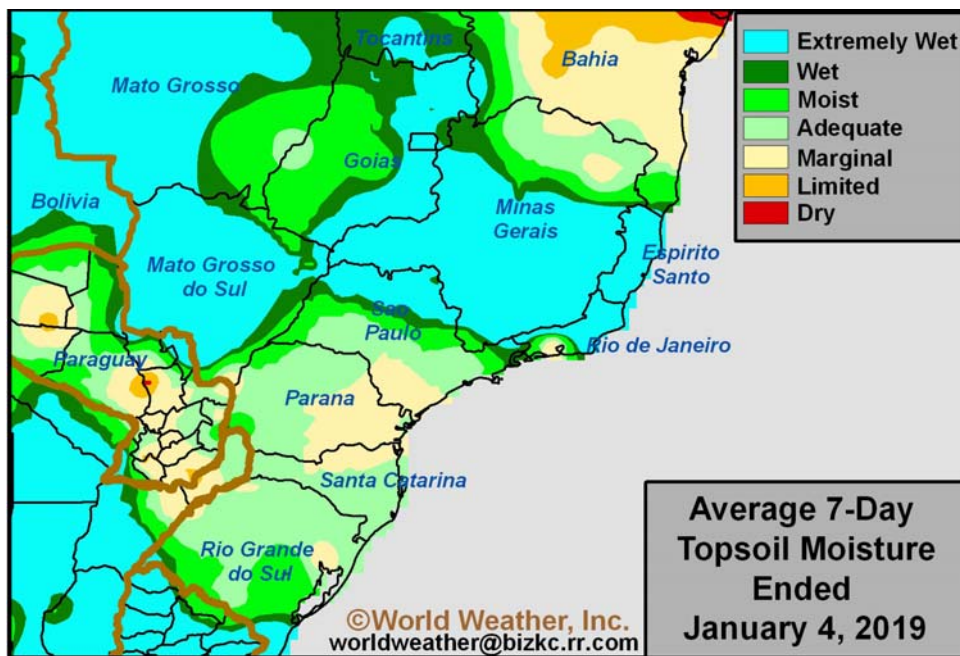 Tocantins
Bahia
Mato Grosso
Goias
Bolivia
Minas
Gerais
Mato Grosso
do Sul
Espirito
Santo
Sao
Paulo
Rio de Janeiro
Paraguay
Parana
Santa Catarina
Rio Grande
do Sul
Extremely Wet
Wet
Moist
Adequate
Marginal
Limited
Dry
Average 7-Day
Topsoil Moisture
Ended
January 4, 2019
©World Weather, Inc.
worldweather@bizkc.rr.com